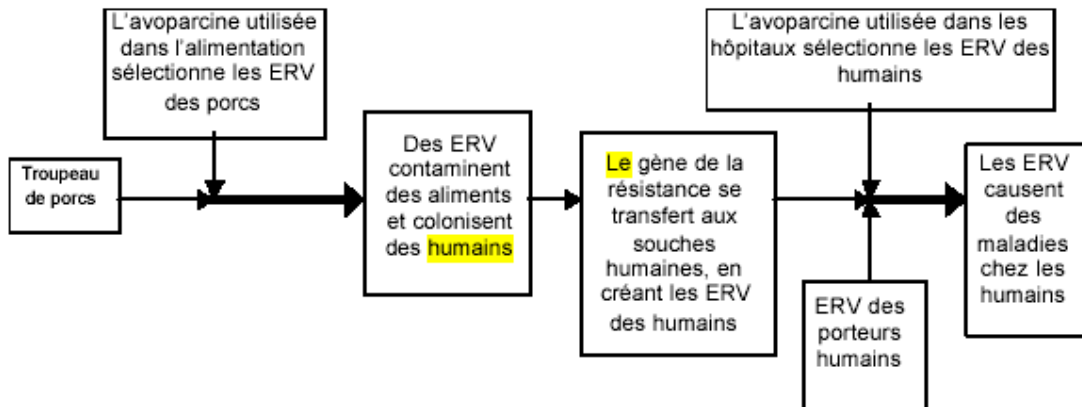 L'avoparcine utilisée
dans l'alimentation
sélectionne les ERV
des porcs
L'avoparcine utilisée dans les
hôpitaux sélectionne les ERV des
humains
Troupeau
de porcs
Des ERV
contaminent
des aliments
et colonisent
des humains
Le gène de la
résistance se
transfert aux
souches
humaines, en
créant les ERV
des humains
ERV des
porteurs
humains
Les ERV
causent
des
maladies
chez les
humains